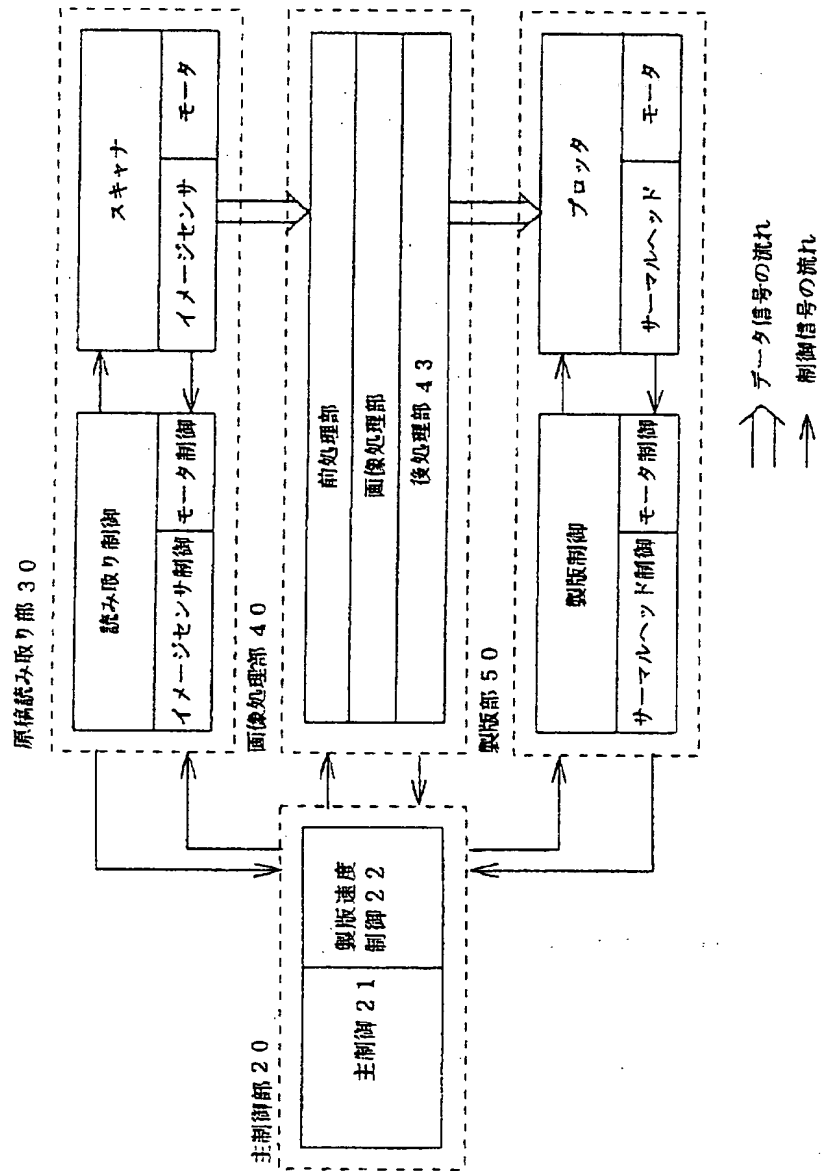 主制御部20
主制御21
製版速度
制御22
原稿読み取り部30
読み取り制御
イメージセンサ制御
モータ制御
スキャナ
イメージセンサ
モータ
画像処理部40
前処理部
画像処理部
後処理部43
製版部50
製版制御
サーマルヘッド制御
モータ制御
プロッタ
サーマルヘッド
モータ
データ信号の流れ
制御信号の流れ